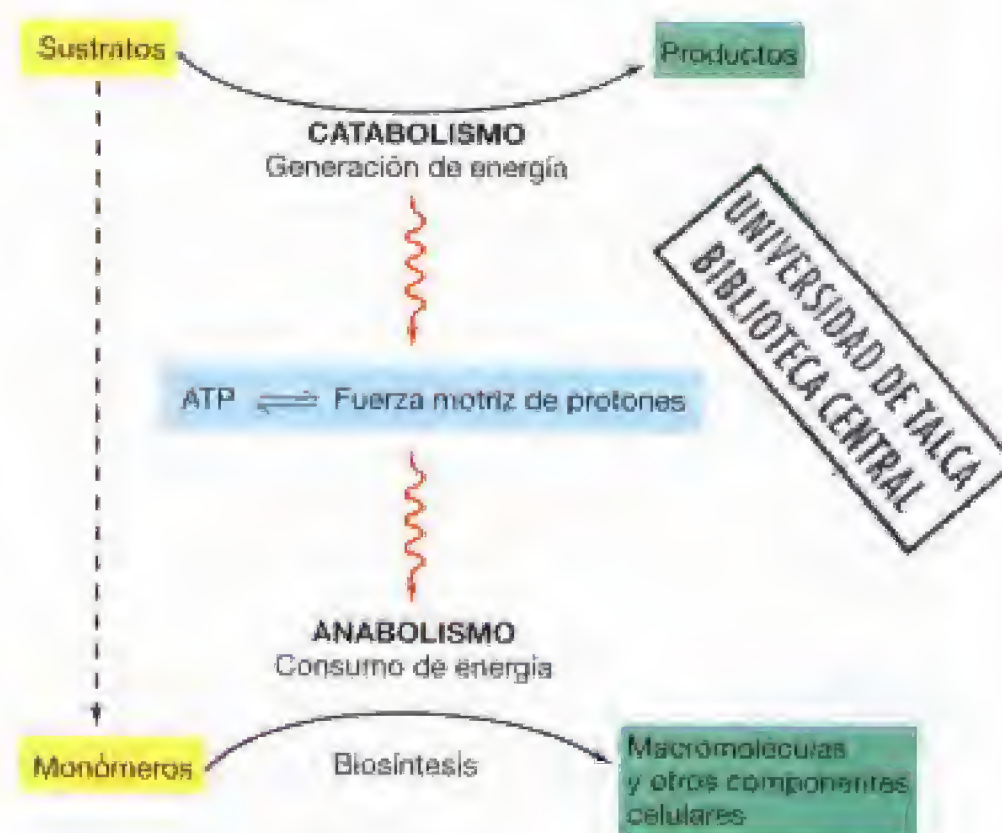 Sustratos
Productos
CATABOLISMO
Generación de energía
UNIVERSIDAD DE TALCA
BIBLIOTECA CENTRAL
ATP ⇌ Fuerza motriz de protones
ANABOLISMO
Consumo de energía
Monómeros
Biosíntesis
Macromoléculas
y otros componentes
celulares